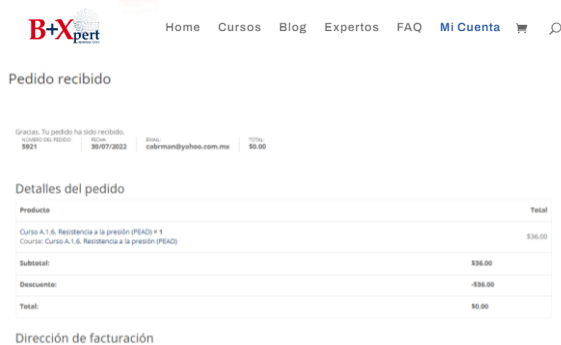 B+Xpert
Home Cursos Blog Expertos FAQ Mi Cuenta
Pedido recibido
Gracias. Tu pedido ha sido recibido.
NÚMERO DEL PEDIDO: FECHA: EMAIL: TOTAL:
5921 30/07/2022 cabrman@yahoo.com.mx $0.00
Detalles del pedido
Producto Total
Curso A.1.6. Resistencia a la presión (PEAD) × 1 $36.00
Course: Curso A.1.6. Resistencia a la presión (PEAD)
Subtotal: $36.00
Descuento: -$36.00
Total: $0.00
Dirección de facturación